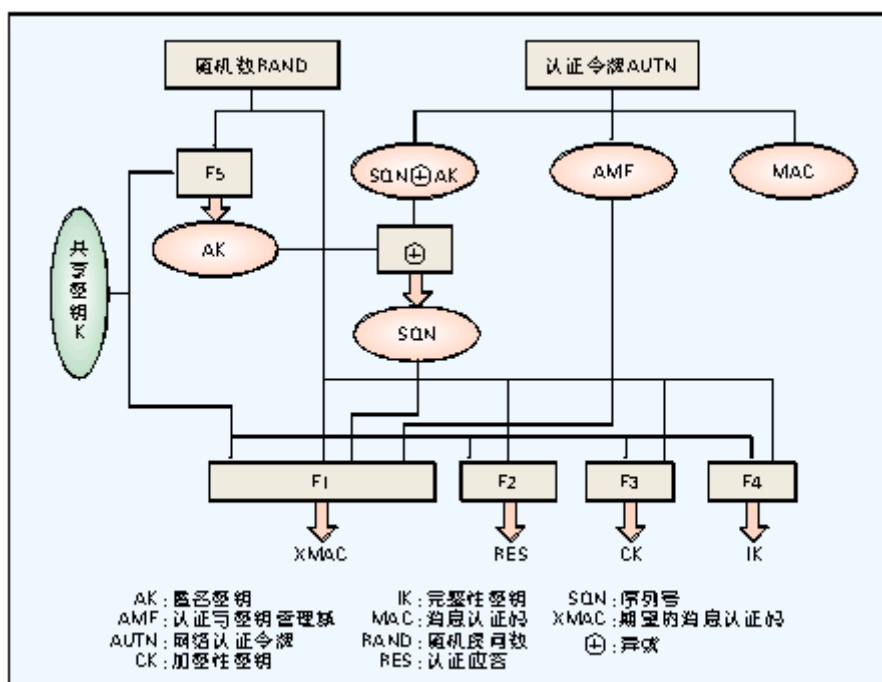 随机数RAND
认证令牌AUTN
F5
SQN⊕AK
AMF
MAC
AK
⊕
共享密钥K
SQN
F1
F2
F3
F4
XMAC
RES
CK
IK
AK:匿名密钥
IK:完整性密钥
SQN:序列号
AMF:认证与密钥管理域
MAC:消息认证码
XMAC:期望的消息认证码
AUTN:网络认证令牌
RAND:随机询问数
⊕:异或
CK:加密性密钥
RES:认证应答